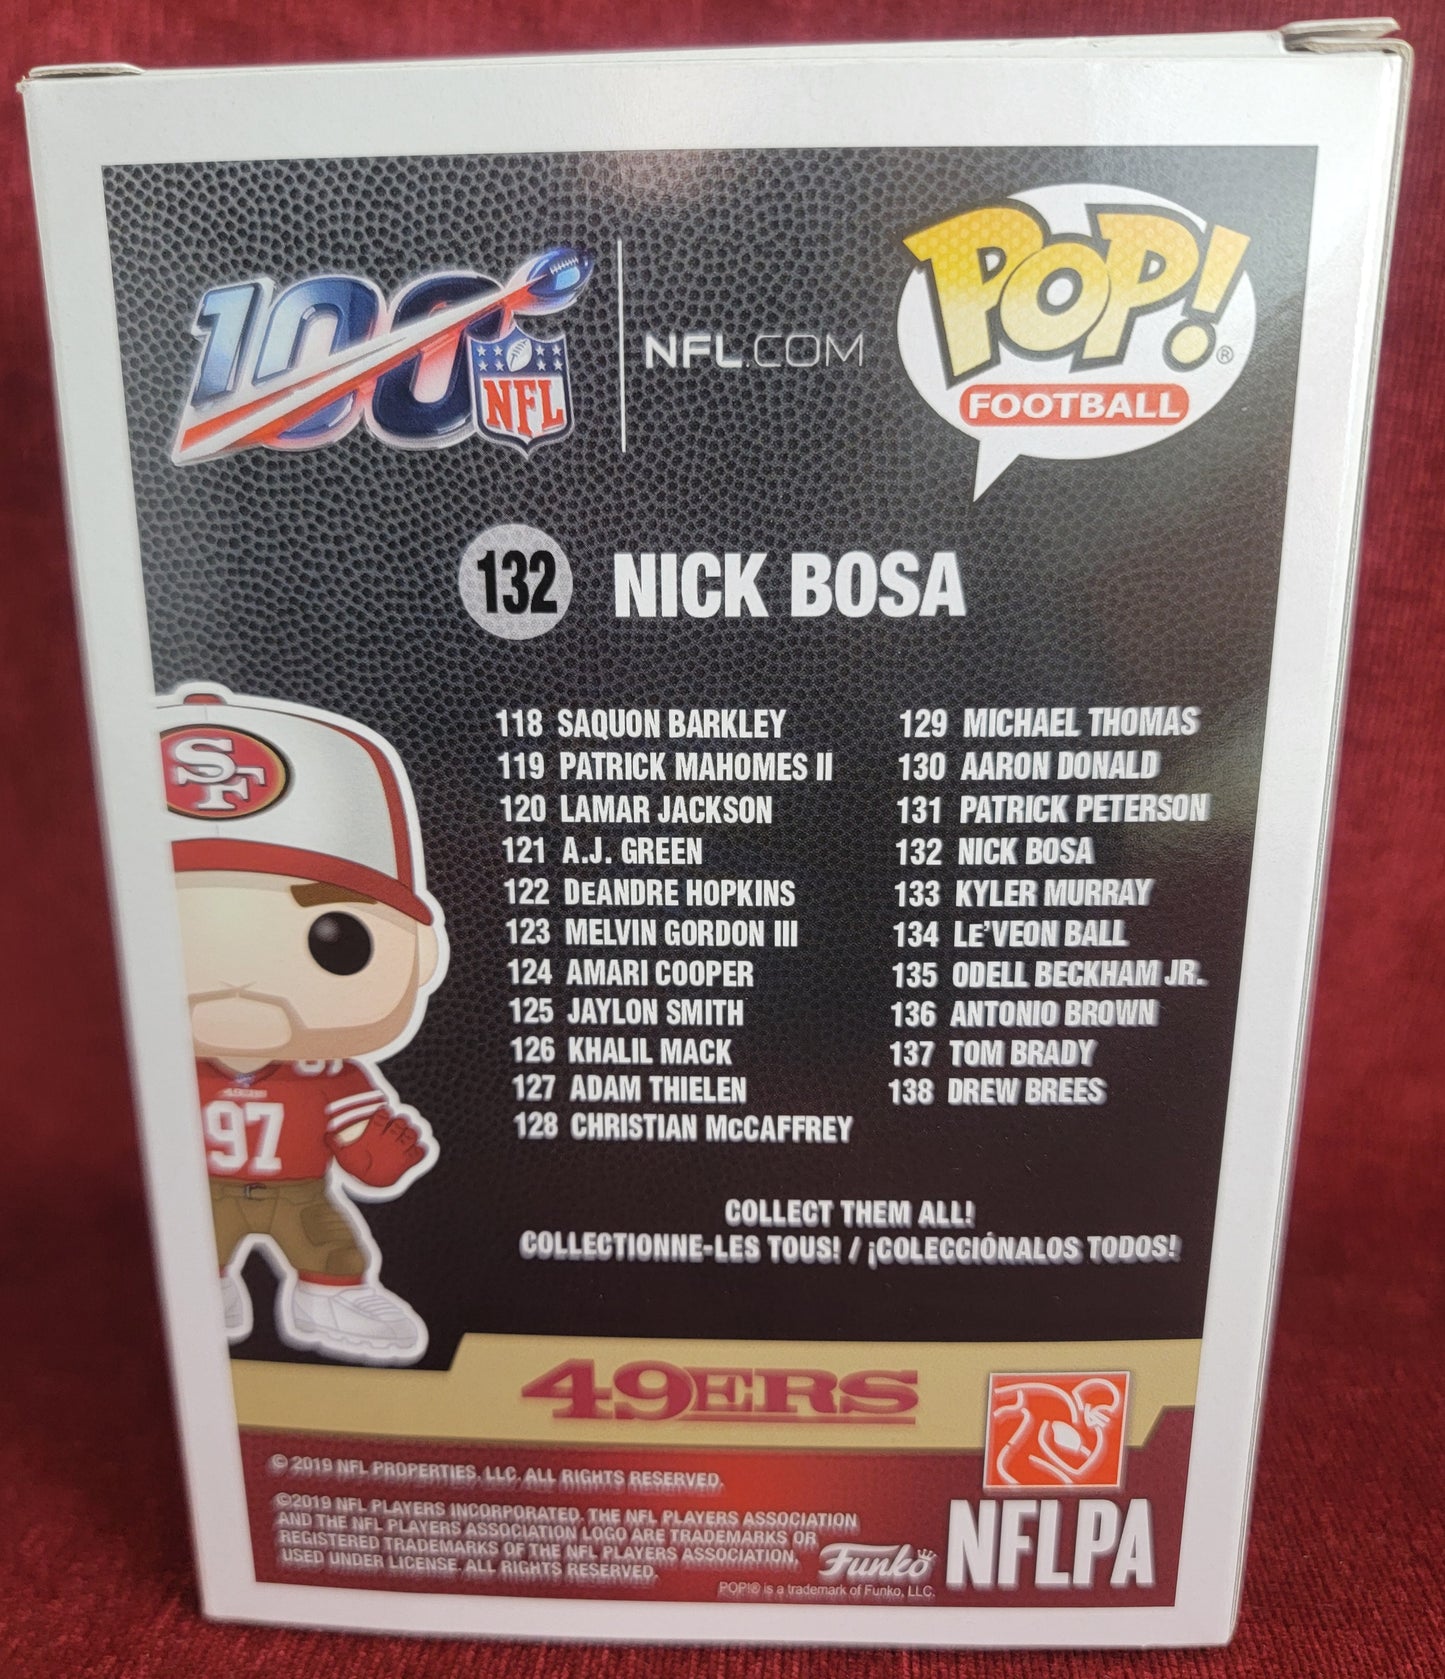 100
NFL
NFL.COM
POP!®
FOOTBALL
132 NICK BOSA
SF
97
97
118 SAQUON BARKLEY
119 PATRICK MAHOMES II
120 LAMAR JACKSON
121 A.J. GREEN
122 DEANDRE HOPKINS
123 MELVIN GORDON III
124 AMARI COOPER
125 JAYLON SMITH
126 KHALIL MACK
127 ADAM THIELEN
128 CHRISTIAN McCAFFREY
129 MICHAEL THOMAS
130 AARON DONALD
131 PATRICK PETERSON
132 NICK BOSA
133 KYLER MURRAY
134 LE'VEON BALL
135 ODELL BECKHAM JR.
136 ANTONIO BROWN
137 TOM BRADY
138 DREW BREES
COLLECT THEM ALL!
COLLECTIONNE-LES TOUS! / ¡COLECCIÓNALOS TODOS!
49ERS
© 2019 NFL PROPERTIES, LLC. ALL RIGHTS RESERVED.
©2019 NFL PLAYERS INCORPORATED. THE NFL PLAYERS ASSOCIATION
AND THE NFL PLAYERS ASSOCIATION LOGO ARE TRADEMARKS OR
REGISTERED TRADEMARKS OF THE NFL PLAYERS ASSOCIATION,
USED UNDER LICENSE. ALL RIGHTS RESERVED.
Funko
POP!® is a trademark of Funko, LLC.
NFLPA